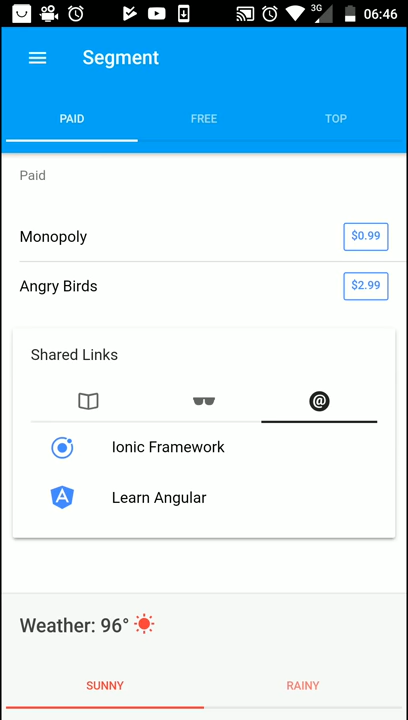 3G 06:46
Segment
PAID FREE TOP
Paid
Monopoly $0.99
Angry Birds $2.99
Shared Links
@
Ionic Framework
A Learn Angular
Weather: 96°
SUNNY RAINY